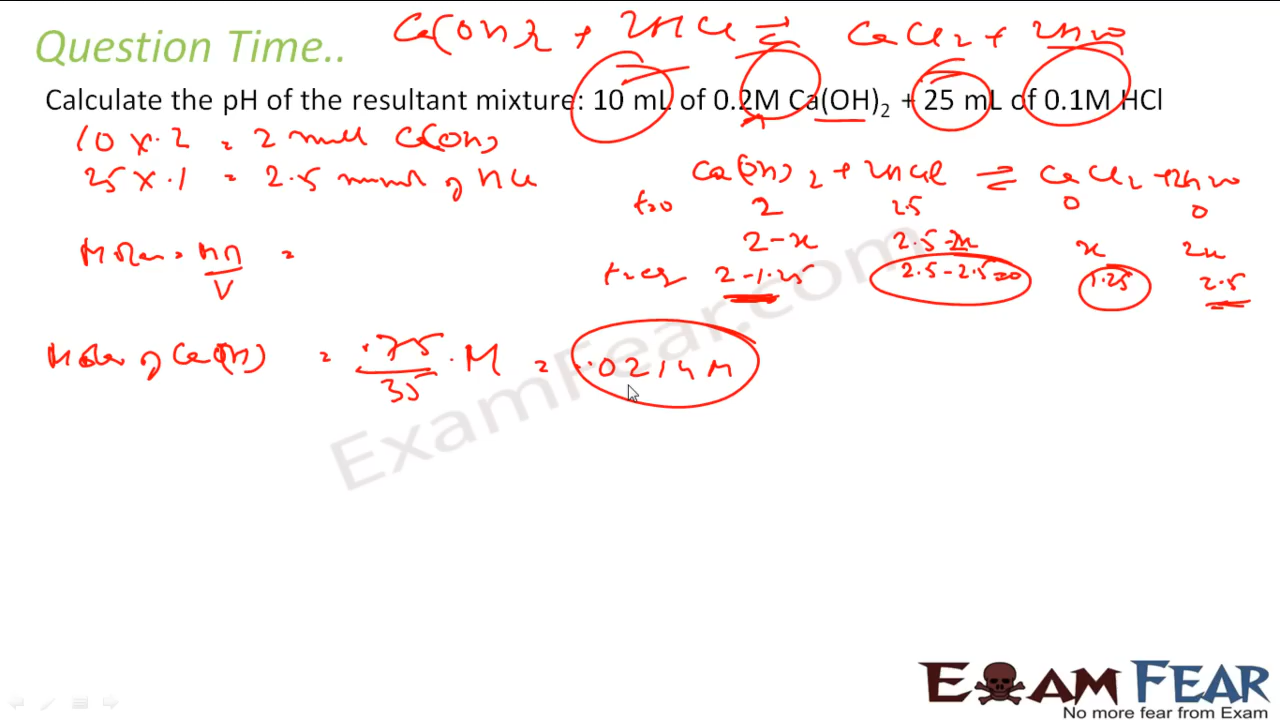 Question Time..
Ca(OH)2 + 2HCl ⇌ CaCl2 + 2H2O
Calculate the pH of the resultant mixture: 10 mL of 0.2M Ca(OH)2 + 25 mL of 0.1M HCl
10 x .2 = 2 mmol Ca(OH)
25 x .1 = 2.5 mmol of HCl
Ca(OH)2 + 2HCl ⇌ CaCl2 + 2H2O
t=0 2 2.5 0 0
2-x 2.5-2x x 2x
t=eq 2-1.25 2.5-2.5=0 1.25 2.5
Molar = nn/V =
Molar of Ca(OH) = .75/35 . M = .0214 M
ExamFear.com
EXAM FEAR
No more fear from Exam